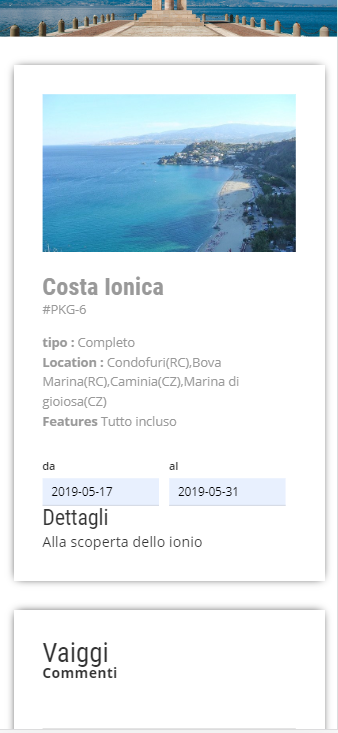 Costa Ionica
#PKG-6
tipo : Completo
Location : Condofuri(RC),Bova
Marina(RC),Caminia(CZ),Marina di
gioiosa(CZ)
Features Tutto incluso
da al
2019-05-17 2019-05-31
Dettagli
Alla scoperta dello ionio
Vaiggi
Commenti